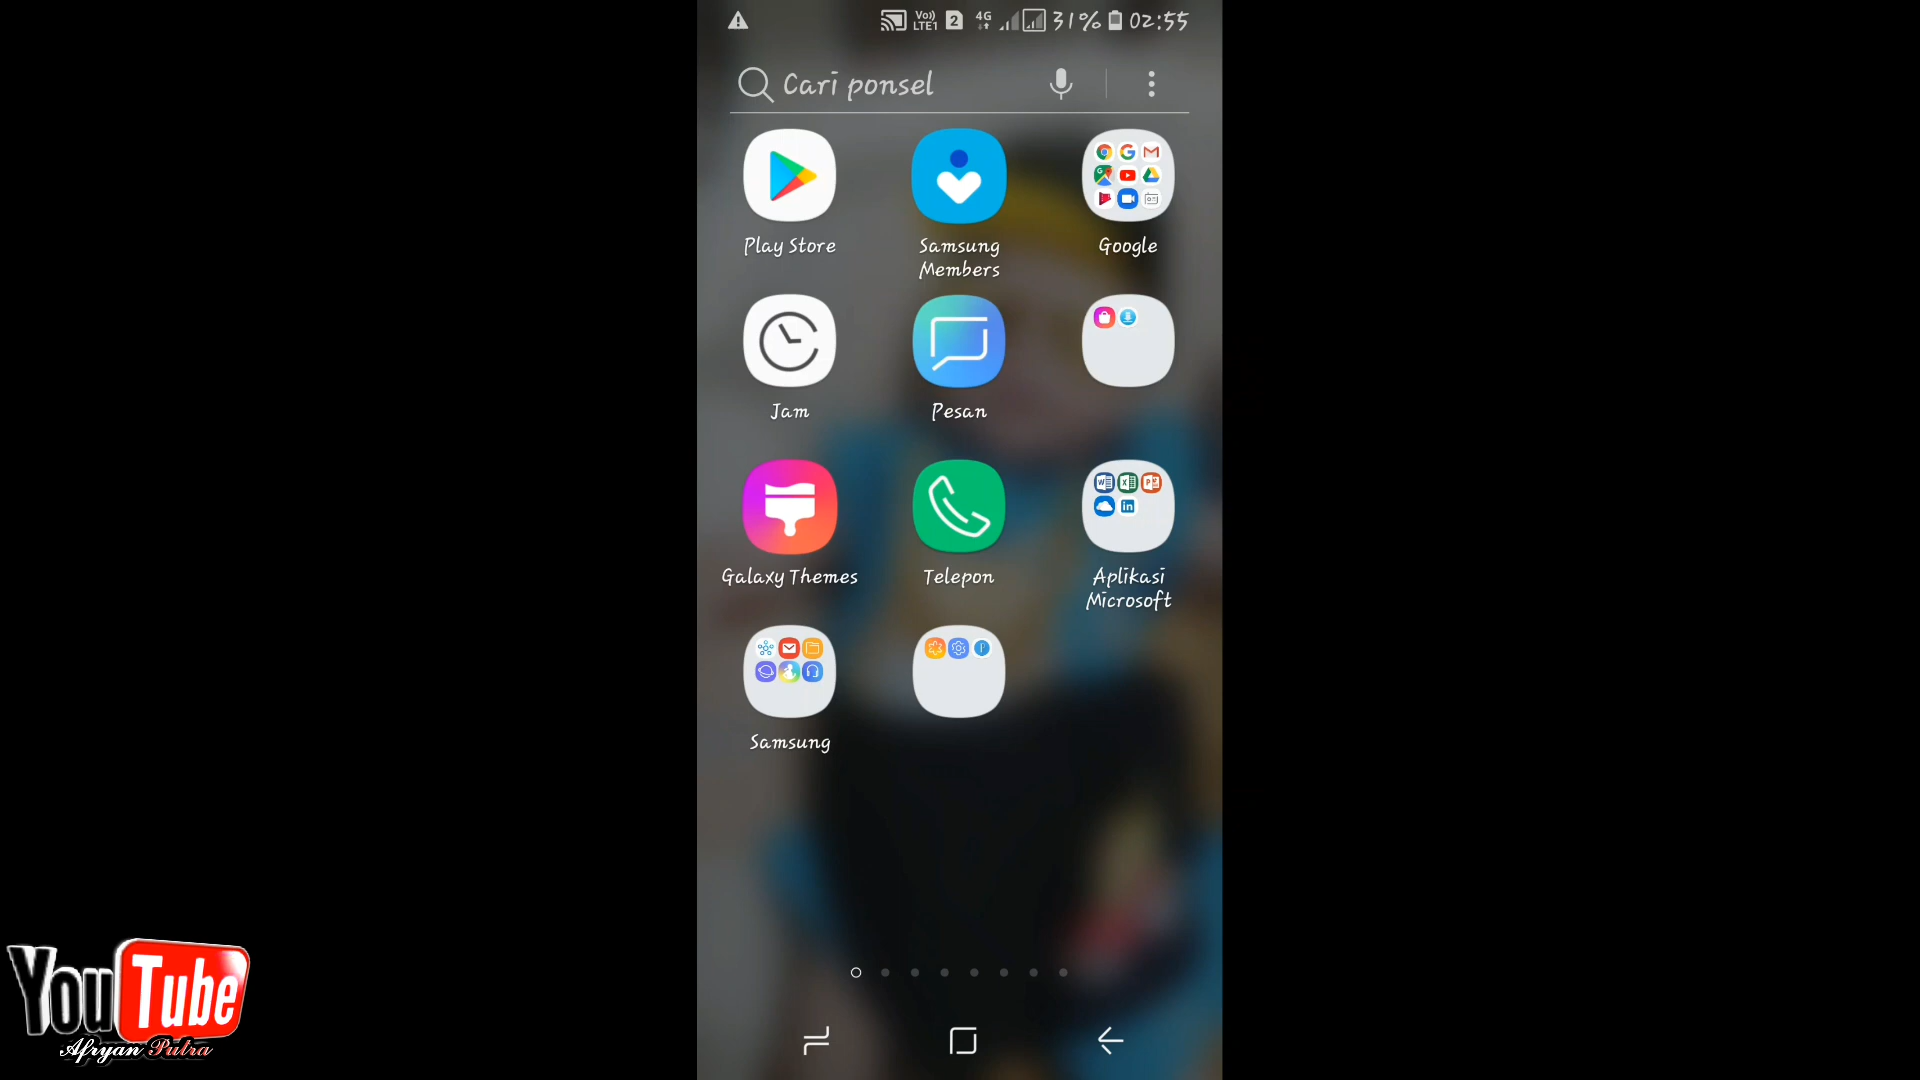 Vo))
LTE1
2
4G
31%
02:55
Cari ponsel
Play Store
Samsung
Members
Google
Jam
Pesan
Galaxy Themes
Telepon
Aplikasi
Microsoft
Samsung
YouTube
Afryan Putra